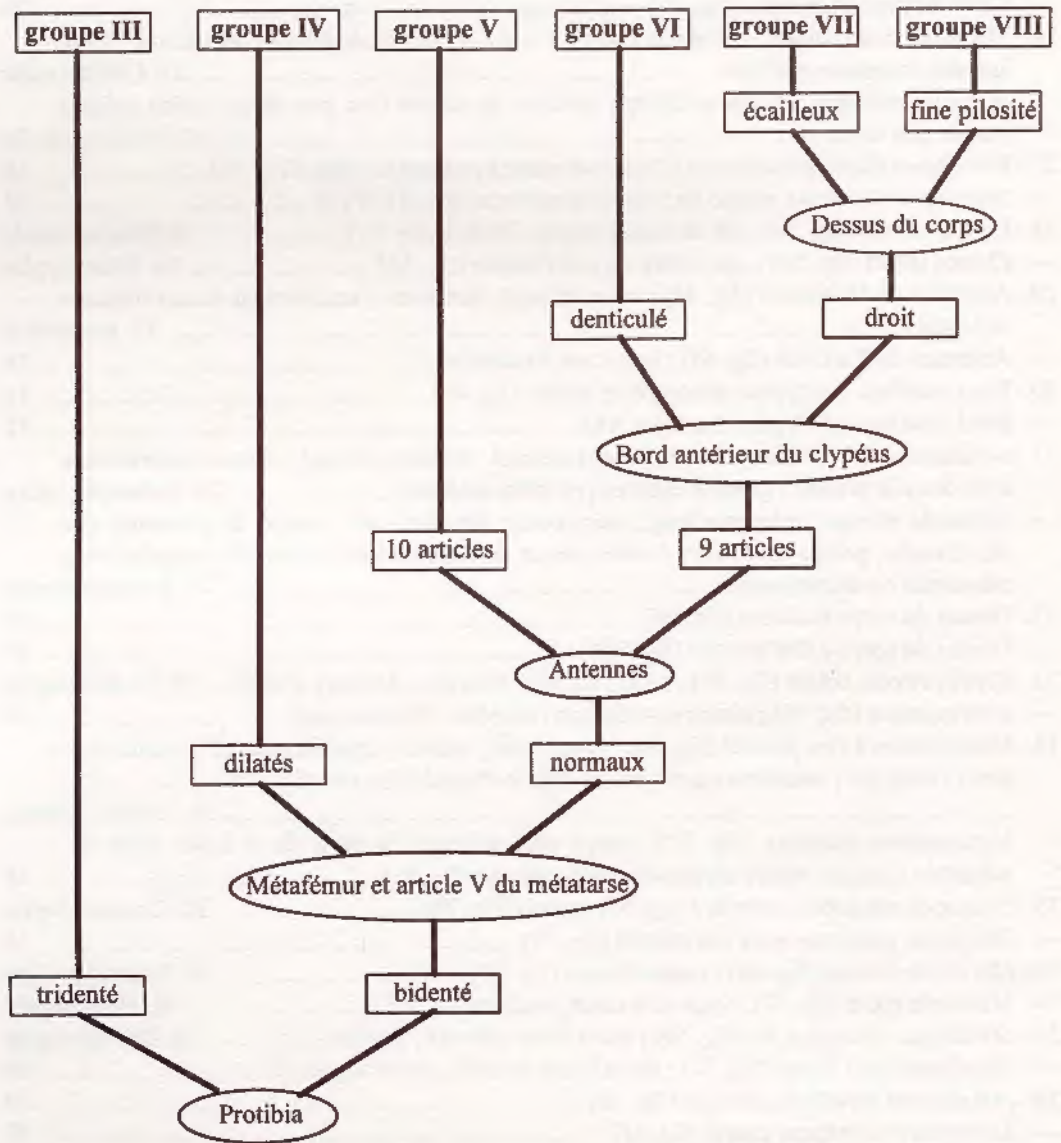 groupe III groupe IV groupe V groupe VI groupe VII groupe VIII
écailleux fine pilosité
Dessus du corps
denticulé droit
Bord antérieur du clypéus
10 articles 9 articles
Antennes
dilatés normaux
Métafémur et article V du métatarse
tridenté bidenté
Protibia